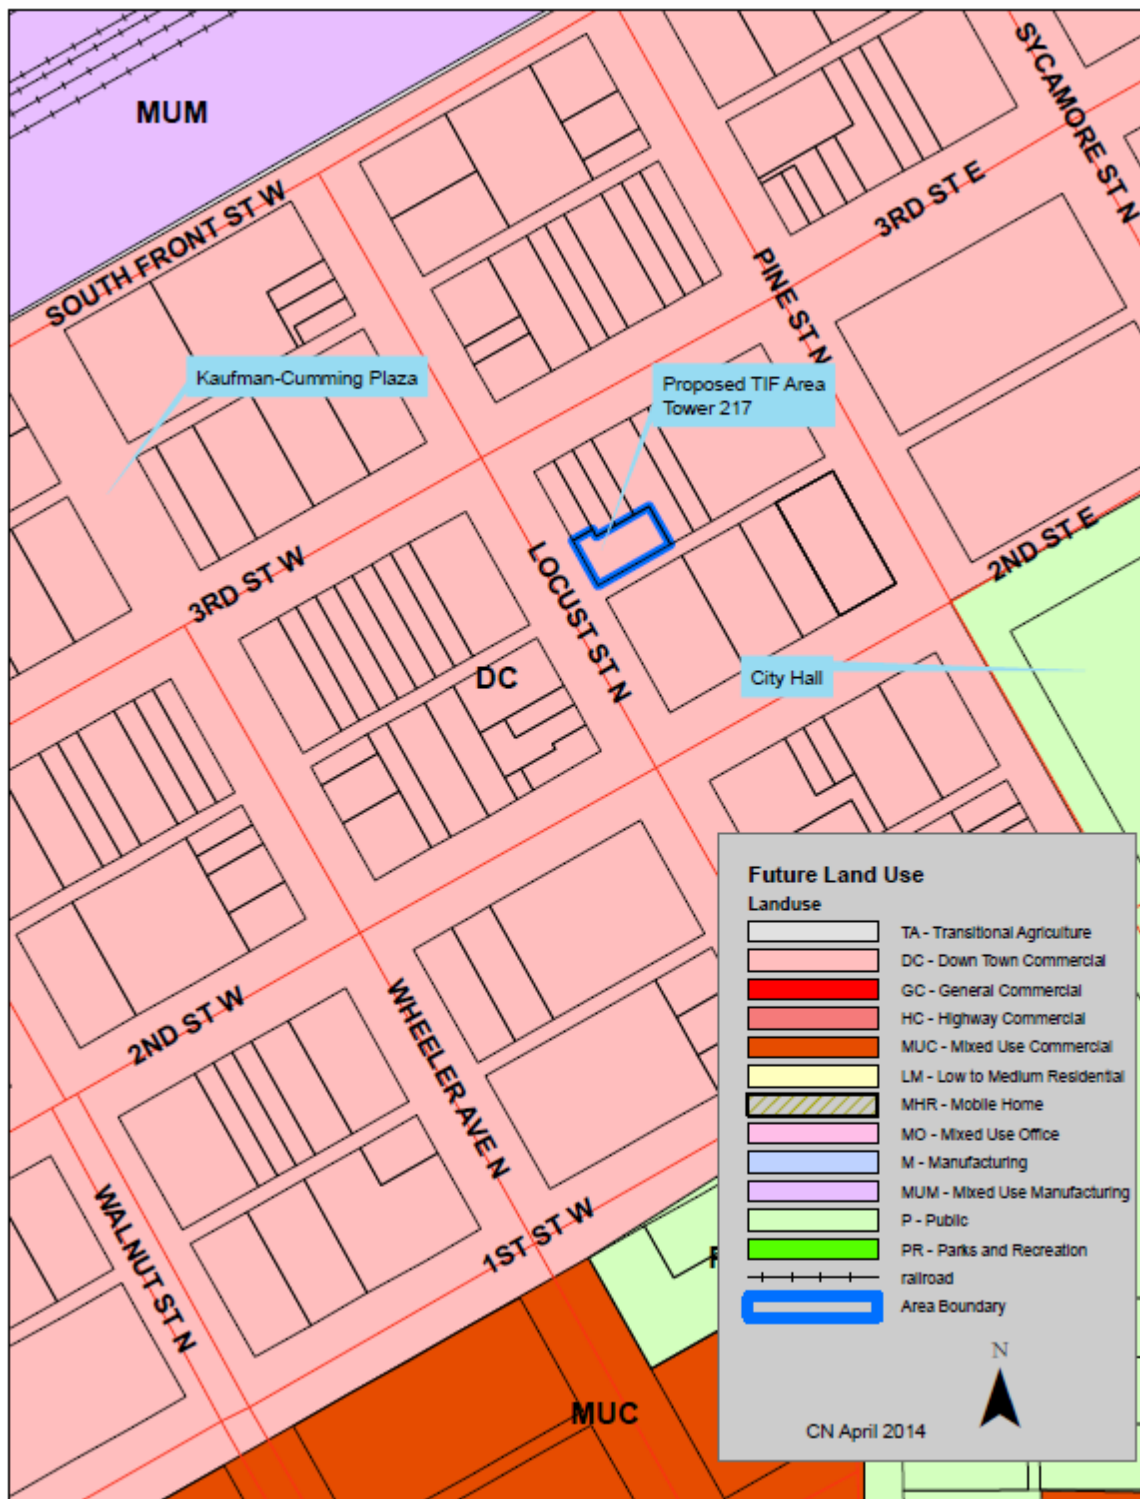 MUM
SYCAMORE ST N
SOUTH FRONT ST W
3RD ST E
PINE ST N
Kaufman-Cumming Plaza
Proposed TIF Area
Tower 217
3RD ST W
LOCUST ST N
2ND ST E
DC
City Hall
2ND ST W
WHEELER AVE N
WALNUT ST N
1ST ST W
MUC
Future Land Use
Landuse
TA - Transitional Agriculture
DC - Down Town Commercial
GC - General Commercial
HC - Highway Commercial
MUC - Mixed Use Commercial
LM - Low to Medium Residential
MHR - Mobile Home
MO - Mixed Use Office
M - Manufacturing
MUM - Mixed Use Manufacturing
P - Public
PR - Parks and Recreation
railroad
Area Boundary
N
CN April 2014